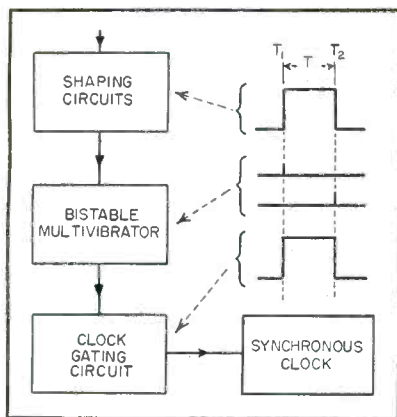 SHAPING
CIRCUITS
T₁ T₂
T
BISTABLE
MULTIVIBRATOR
CLOCK
GATING
CIRCUIT
SYNCHRONOUS
CLOCK